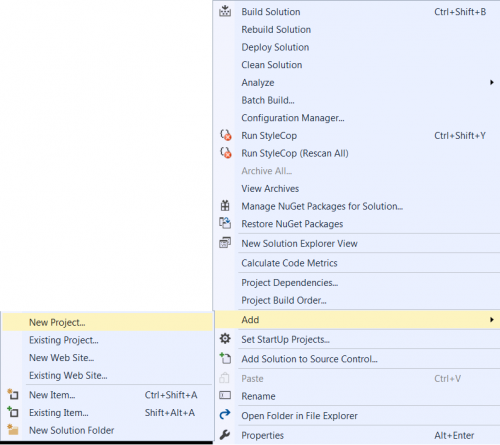 Build Solution Ctrl+Shift+B
Rebuild Solution
Deploy Solution
Clean Solution
Analyze
Batch Build...
Configuration Manager...
Run StyleCop Ctrl+Shift+Y
Run StyleCop (Rescan All)
Archive All...
View Archives
Manage NuGet Packages for Solution...
Restore NuGet Packages
New Solution Explorer View
Calculate Code Metrics
Project Dependencies...
Project Build Order...
Add
Set StartUp Projects...
Add Solution to Source Control...
Paste Ctrl+V
Rename
Open Folder in File Explorer
Properties Alt+Enter
New Project...
Existing Project...
New Web Site...
Existing Web Site...
New Item... Ctrl+Shift+A
Existing Item... Shift+Alt+A
New Solution Folder